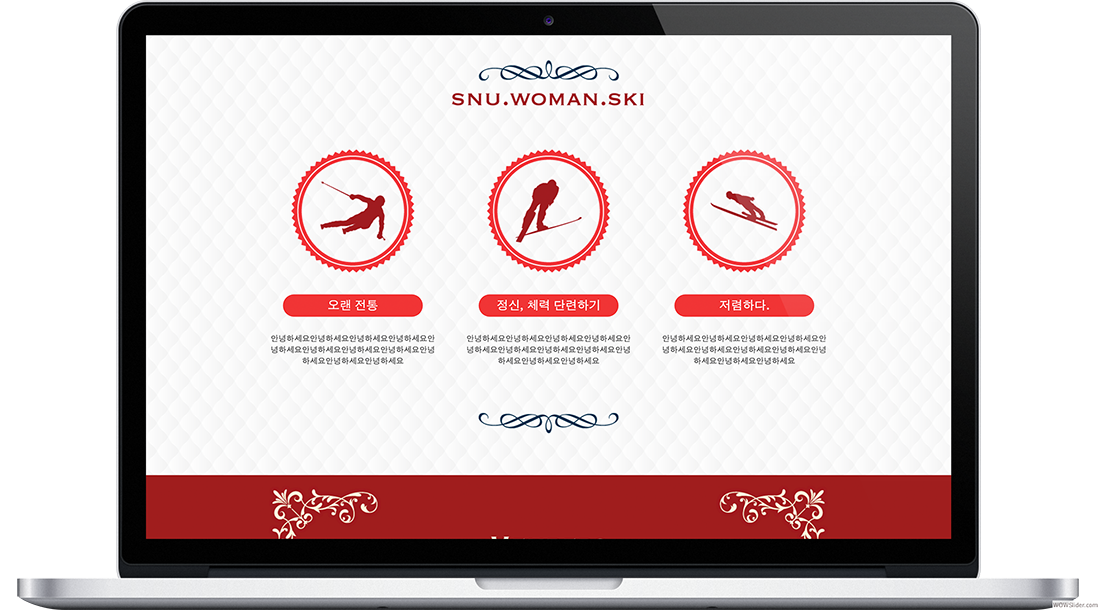 SNU.WOMAN.SKI
오랜 전통
안녕하세요안녕하세요안녕하세요안녕하세요안
녕하세요안녕하세요안녕하세요안녕하세요안녕
하세요안녕하세요안녕하세요
정신, 체력 단련하기
안녕하세요안녕하세요안녕하세요안녕하세요안
녕하세요안녕하세요안녕하세요안녕하세요안녕
하세요안녕하세요안녕하세요
저렴하다.
안녕하세요안녕하세요안녕하세요안녕하세요안
녕하세요안녕하세요안녕하세요안녕하세요안녕
하세요안녕하세요안녕하세요
WOWSlider.com